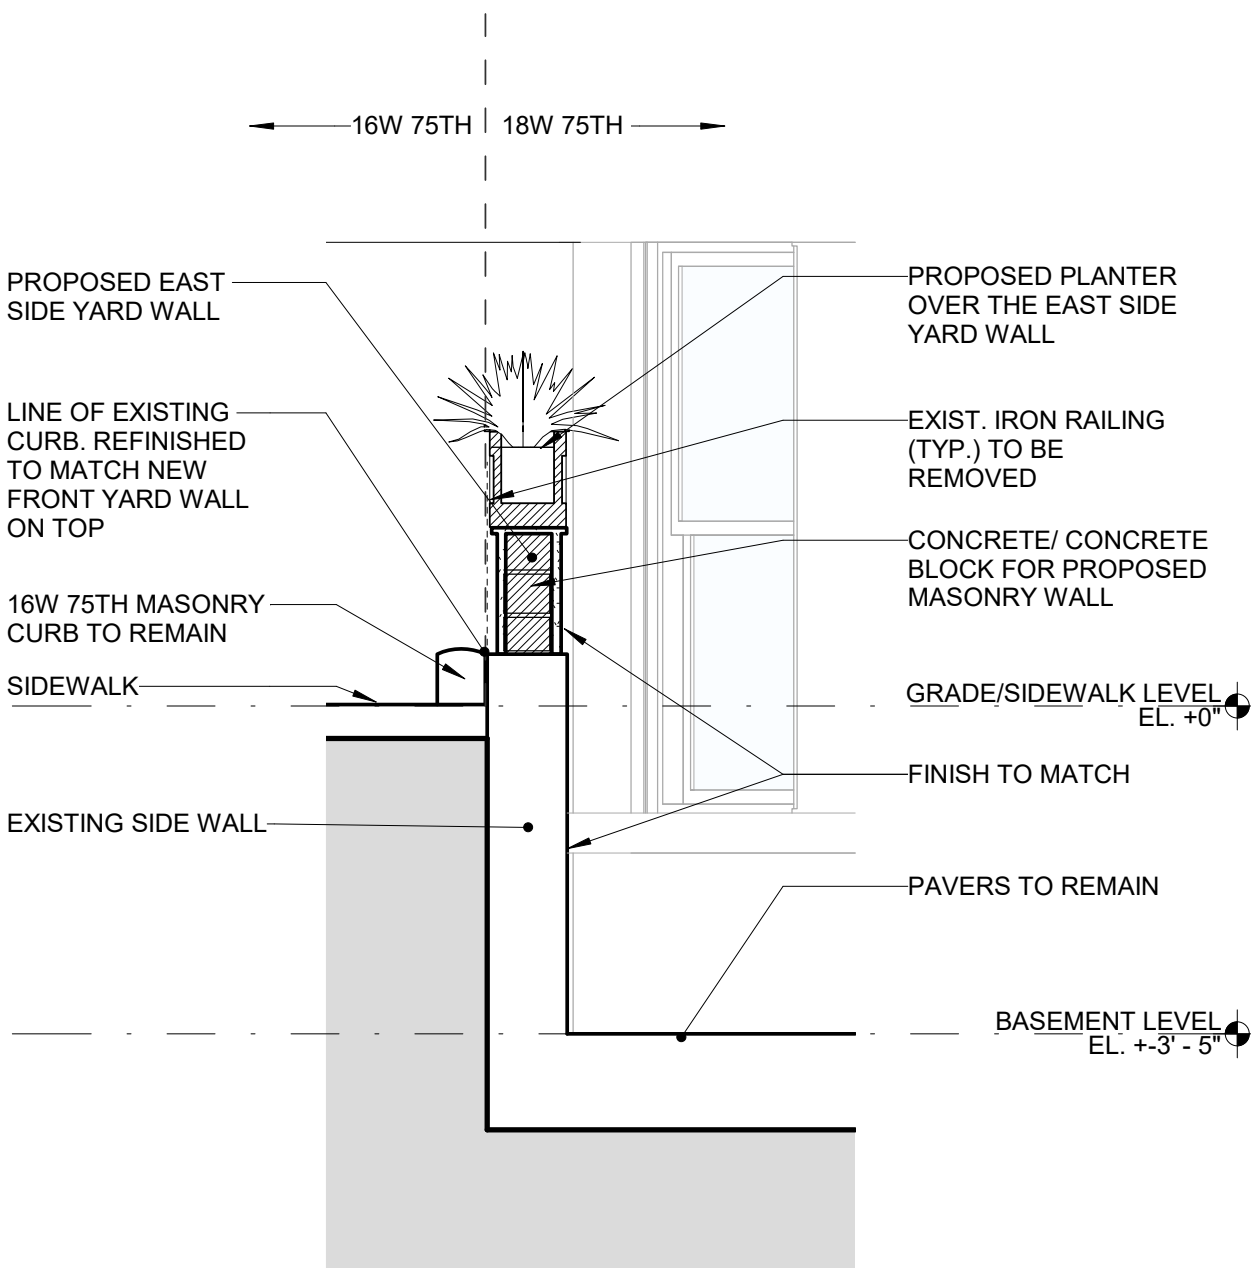 16W 75TH
18W 75TH
PROPOSED EAST
SIDE YARD WALL
LINE OF EXISTING
CURB. REFINISHED
TO MATCH NEW
FRONT YARD WALL
ON TOP
16W 75TH MASONRY
CURB TO REMAIN
SIDEWALK
EXISTING SIDE WALL
PROPOSED PLANTER
OVER THE EAST SIDE
YARD WALL
EXIST. IRON RAILING
(TYP.) TO BE
REMOVED
CONCRETE/ CONCRETE
BLOCK FOR PROPOSED
MASONRY WALL
GRADE/SIDEWALK LEVEL
EL. +0"
FINISH TO MATCH
PAVERS TO REMAIN
BASEMENT LEVEL
EL. +-3' - 5"